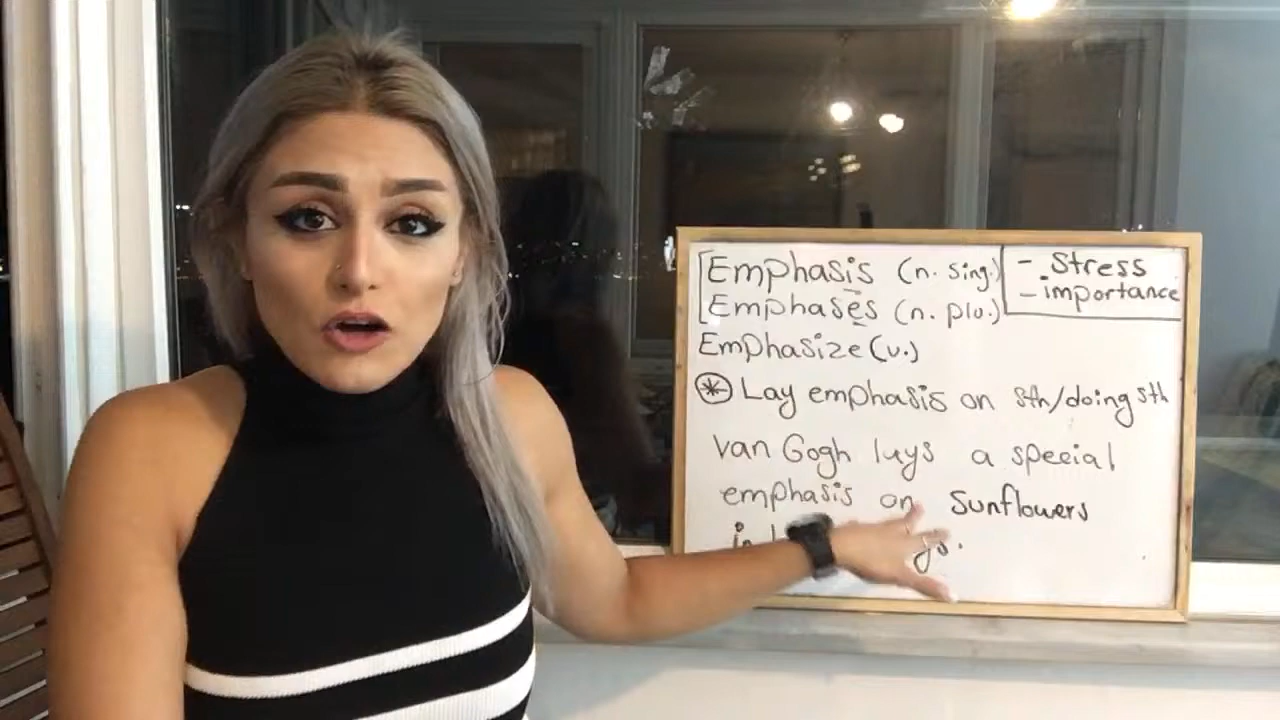 Emphasis (n. sing.)
- Stress
- importance
Emphases (n. plu.)
Emphasize (v.)
* Lay emphasis on sth/doing sth
van Gogh lays a special
emphasis on sunflowers